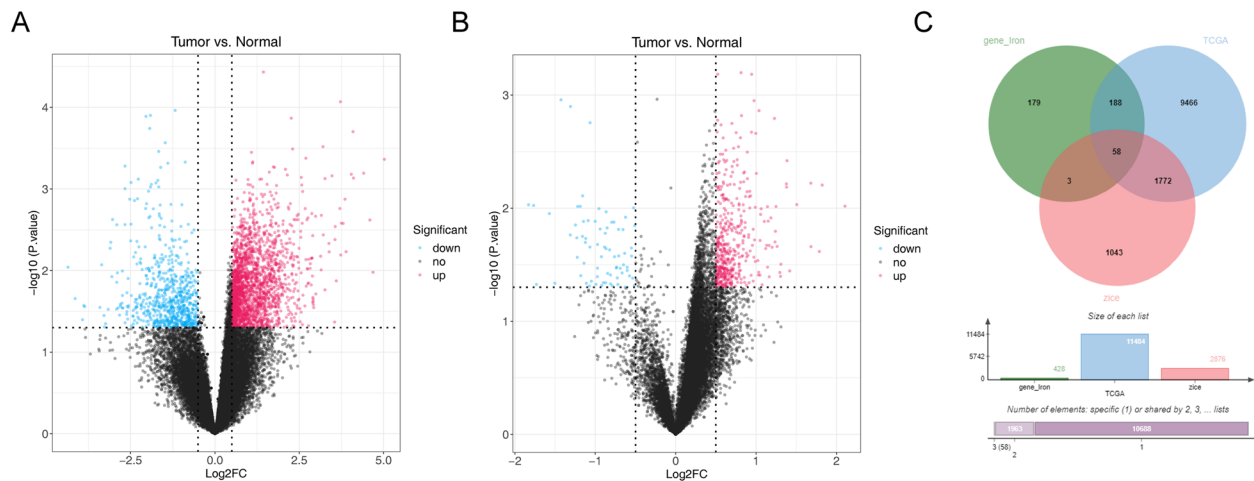 A
Tumor vs. Normal
4
3
2
1
0
−log10 (P.value)
−2.5
0.0
2.5
5.0
Log2FC
Significant
down
no
up
B
Tumor vs. Normal
3
2
1
0
−log10 (P.value)
−2
−1
0
1
2
Log2FC
Significant
down
no
up
C
gene_Iron
TCGA
179
188
9466
58
3
1772
1043
zice
Size of each list
11484
5742
0
428
11484
2876
gene_Iron
TCGA
zice
Number of elements: specific (1) or shared by 2, 3, ... lists
1963
10688
3 (58)
2
1